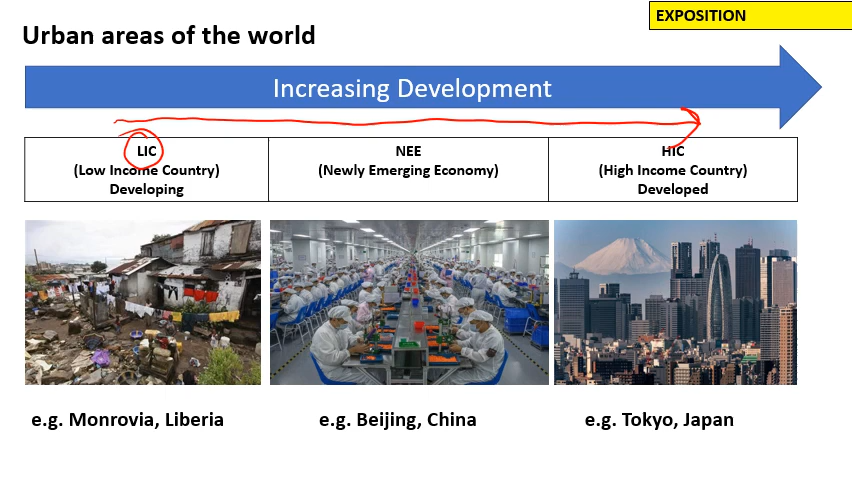 EXPOSITION
Urban areas of the world
Increasing Development
LIC
(Low Income Country)
Developing
NEE
(Newly Emerging Economy)
HIC
(High Income Country)
Developed
e.g. Monrovia, Liberia
e.g. Beijing, China
e.g. Tokyo, Japan